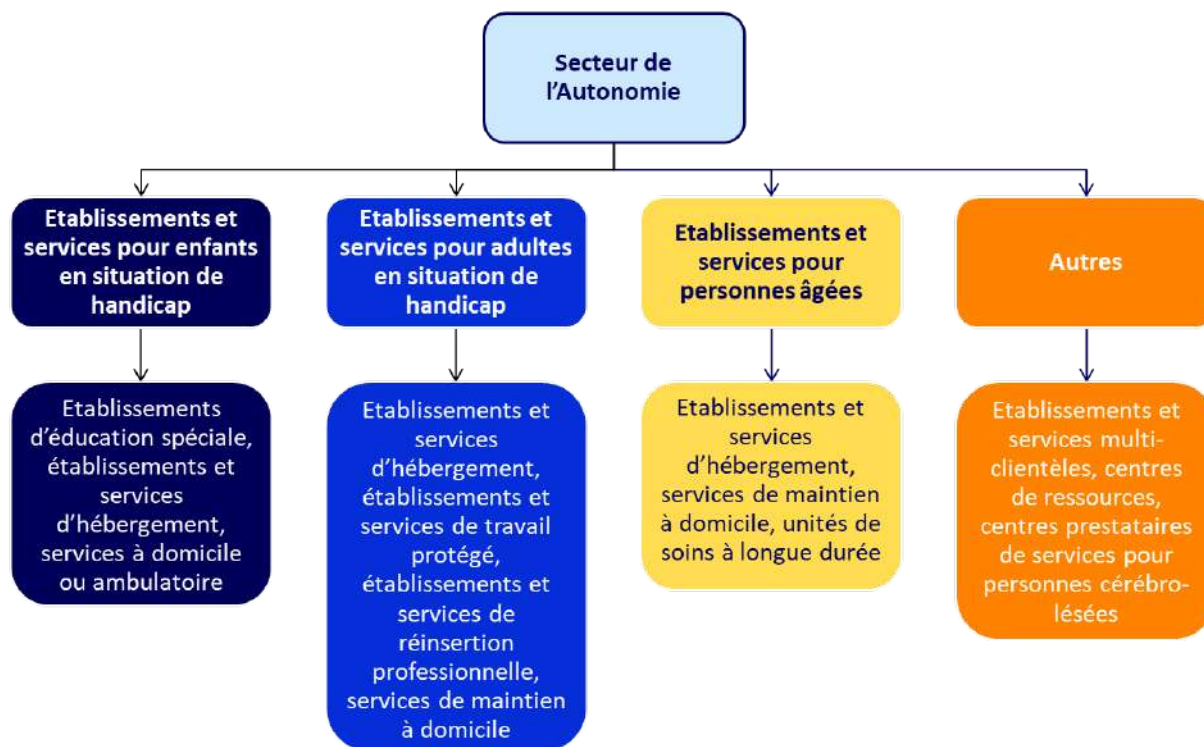 Secteur de
l'Autonomie
Etablissements et
services pour enfants
en situation de
handicap
Etablissements et
services pour adultes
en situation de
handicap
Etablissements et
services pour
personnes âgées
Autres
Etablissements
d'éducation spéciale,
établissements et
services
d'hébergement,
services à domicile
ou ambulatoire
Etablissements et
services
d'hébergement,
établissements et
services de travail
protégé,
établissements et
services de
réinsertion
professionnelle,
services de maintien
à domicile
Etablissements et
services
d'hébergement,
services de maintien
à domicile, unités de
soins à longue durée
Etablissements et
services multi-
clientèles, centres
de ressources,
centres prestataires
de services pour
personnes cérébro-
lésées